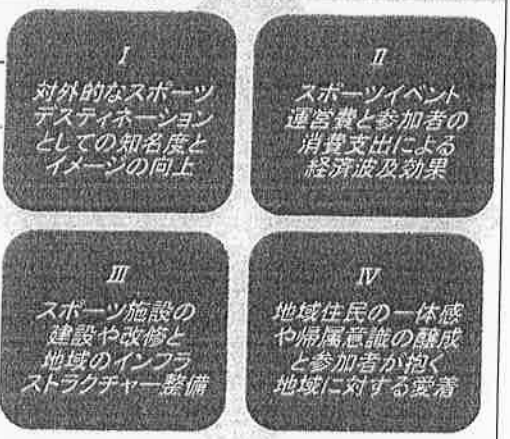 I
対外的なスポーツ
デスティネーション
としての知名度と
イメージの向上
II
スポーツイベント
運営費と参加者の
消費支出による
経済波及効果
III
スポーツ施設の
建設や改修と
地域のインフラ
ストラクチャー整備
IV
地域住民の一体感
や帰属意識の醸成
と参加者が抱く
地域に対する愛着